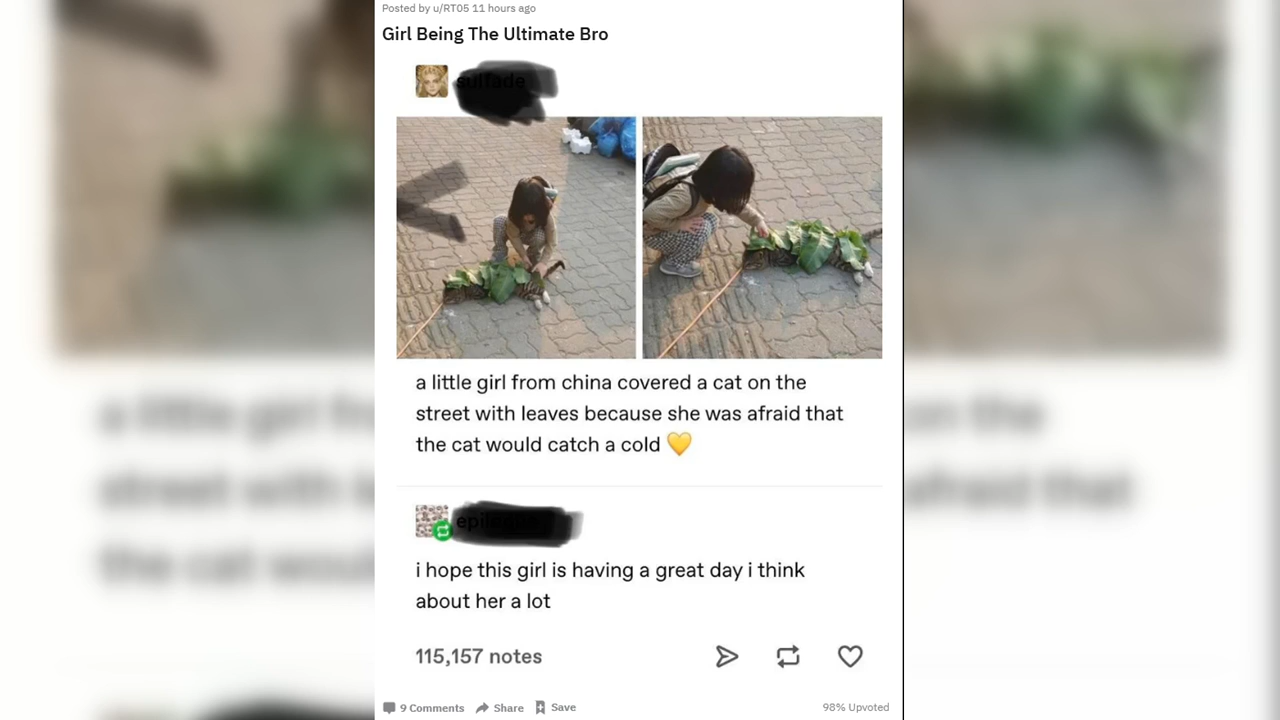 Posted by u/RT05 11 hours ago
Girl Being The Ultimate Bro
sulfade
a little girl from china covered a cat on the
street with leaves because she was afraid that
the cat would catch a cold 💛
i hope this girl is having a great day i think
about her a lot
115,157 notes
9 Comments Share Save 98% Upvoted